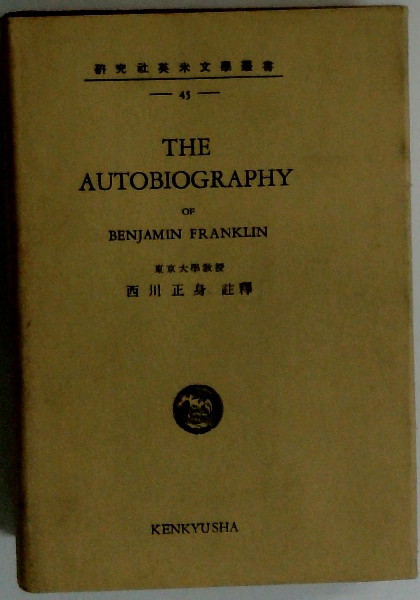 研究社英米文學叢書
45
THE
AUTOBIOGRAPHY
OF
BENJAMIN FRANKLIN
東京大學敎授
西川正身 註釋
KENKYUSHA